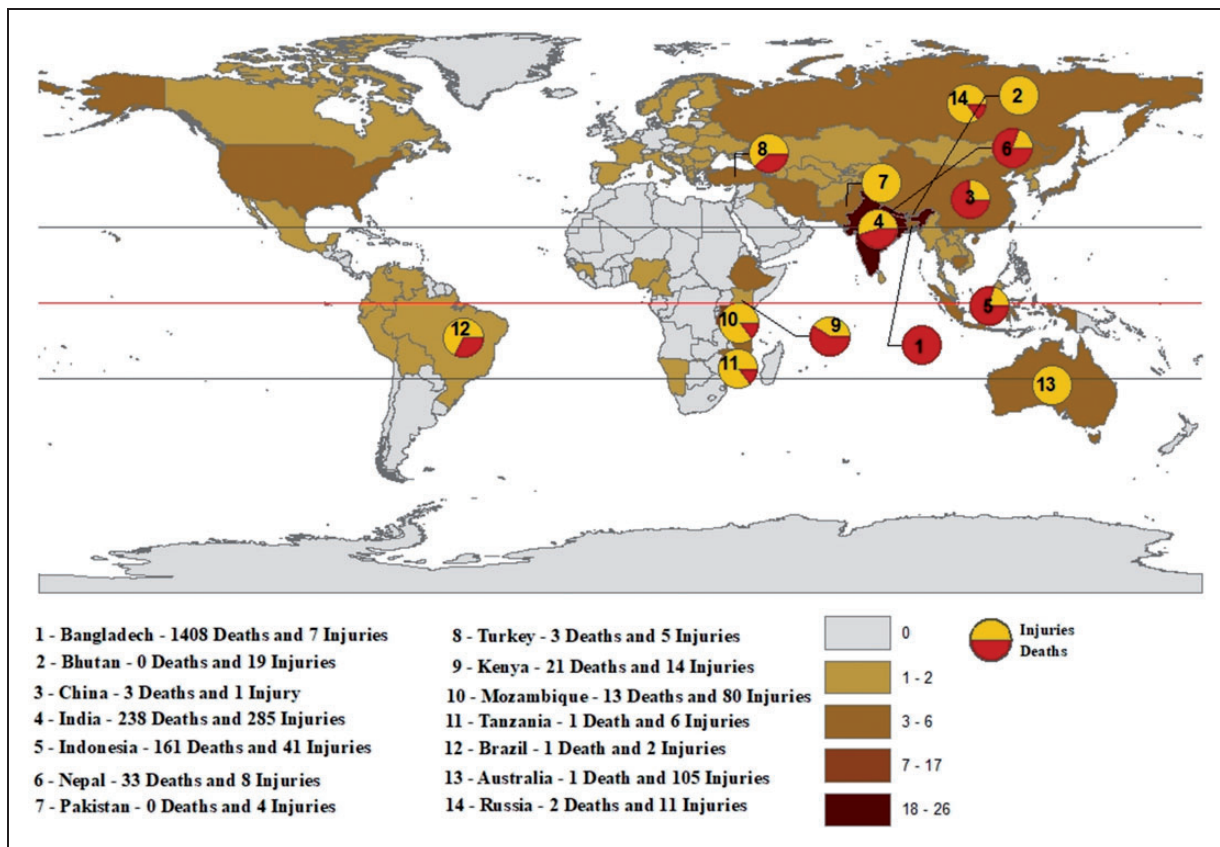 14
2
8
6
7
3
4
5
12
10
9
1
11
13
1 - Bangladech - 1408 Deaths and 7 Injuries
2 - Bhutan - 0 Deaths and 19 Injuries
3 - China - 3 Deaths and 1 Injury
4 - India - 238 Deaths and 285 Injuries
5 - Indonesia - 161 Deaths and 41 Injuries
6 - Nepal - 33 Deaths and 8 Injuries
7 - Pakistan - 0 Deaths and 4 Injuries
8 - Turkey - 3 Deaths and 5 Injuries
9 - Kenya - 21 Deaths and 14 Injuries
10 - Mozambique - 13 Deaths and 80 Injuries
11 - Tanzania - 1 Death and 6 Injuries
12 - Brazil - 1 Death and 2 Injuries
13 - Australia - 1 Death and 105 Injuries
14 - Russia - 2 Deaths and 11 Injuries
0
1 - 2
3 - 6
7 - 17
18 - 26
Injuries
Deaths